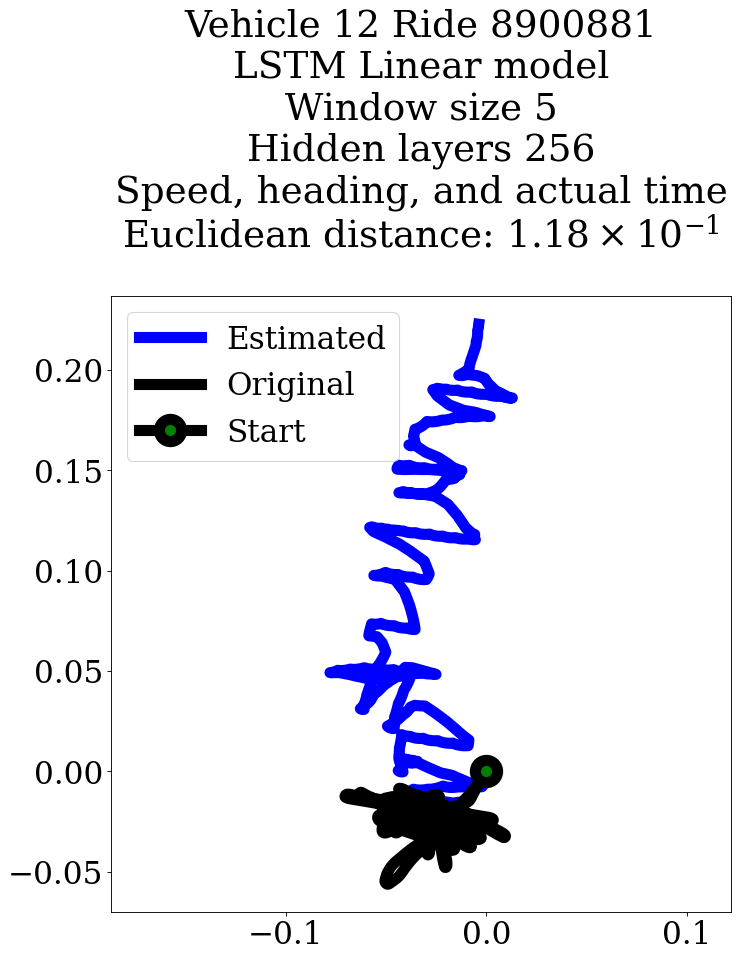 Vehicle 12 Ride 8900881
LSTM Linear model
Window size 5
Hidden layers 256
Speed, heading, and actual time
Euclidean distance: 1.18 × 10⁻¹
Estimated
Original
Start
0.20
0.15
0.10
0.05
0.00
−0.05
−0.1 0.0 0.1